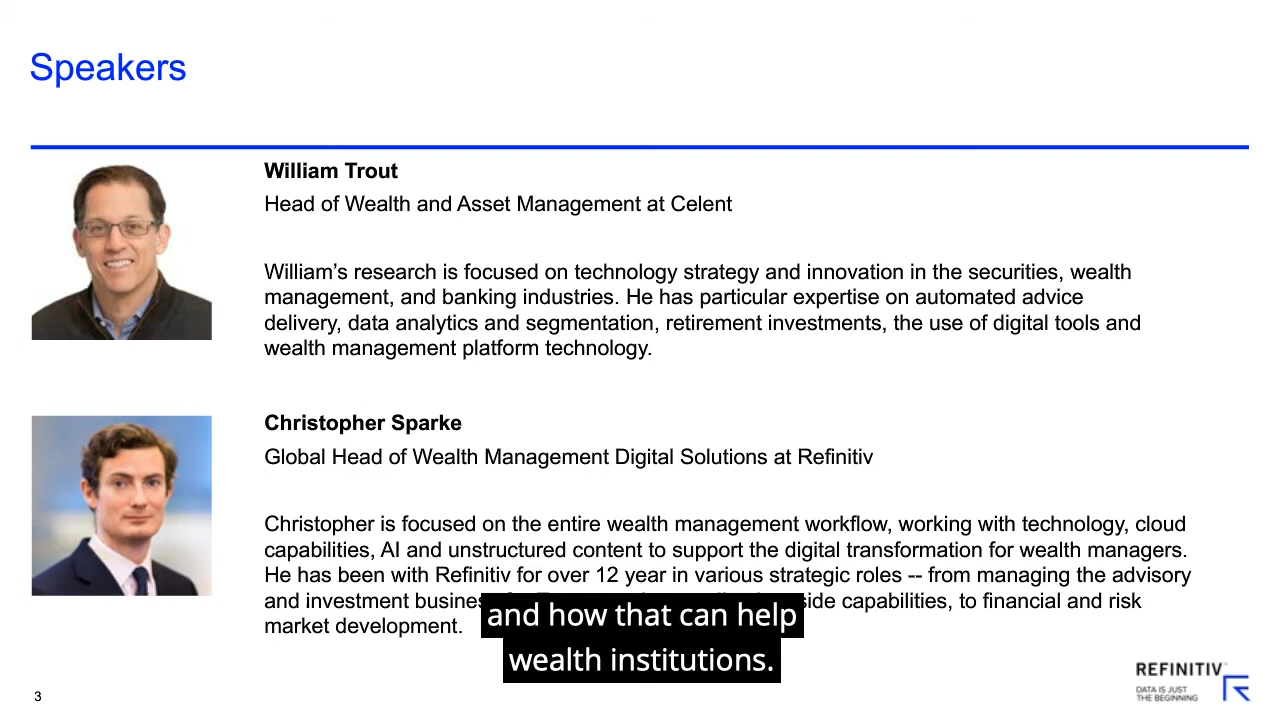 Speakers
William Trout
Head of Wealth and Asset Management at Celent
William’s research is focused on technology strategy and innovation in the securities, wealth
management, and banking industries. He has particular expertise on automated advice
delivery, data analytics and segmentation, retirement investments, the use of digital tools and
wealth management platform technology.
Christopher Sparke
Global Head of Wealth Management Digital Solutions at Refinitiv
Christopher is focused on the entire wealth management workflow, working with technology, cloud
capabilities, AI and unstructured content to support the digital transformation for wealth managers.
He has been with Refinitiv for over 12 year in various strategic roles -- from managing the advisory
and investment side capabilities, to financial and risk
market development.
and how that can help
wealth institutions.
REFINITIV
DATA IS JUST
THE BEGINNING
3